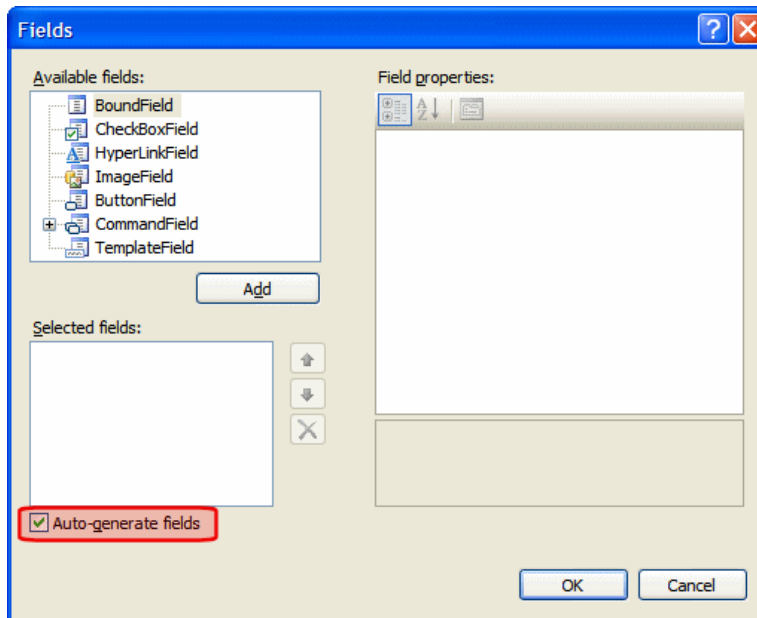 Fields
Available fields:
BoundField
CheckBoxField
HyperLinkField
ImageField
ButtonField
CommandField
TemplateField
Add
Selected fields:
Auto-generate fields
Field properties:
OK
Cancel